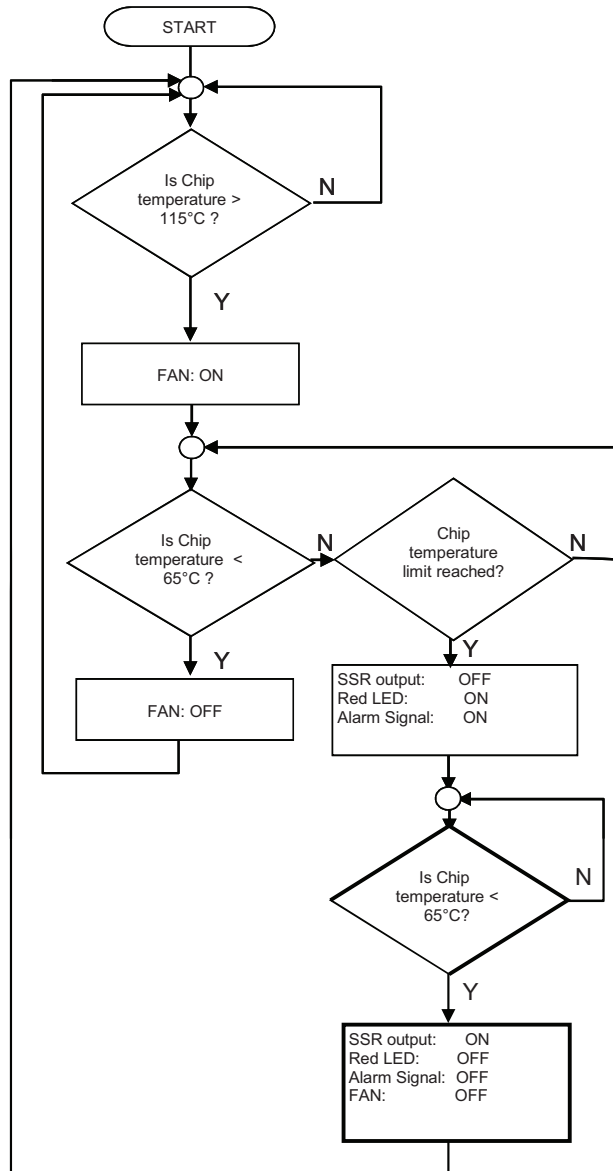 START
Is Chip
temperature >
115°C ?
N
Y
FAN: ON
Is Chip
temperature <
65°C ?
N
Y
FAN: OFF
Chip
temperature
limit reached?
N
Y
SSR output: OFF
Red LED: ON
Alarm Signal: ON
Is Chip
temperature <
65°C?
N
Y
SSR output: ON
Red LED: OFF
Alarm Signal: OFF
FAN: OFF